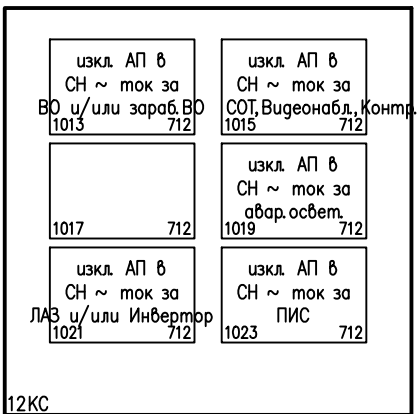 изкл. АП в
СН ~ ток за
ВО и/или зараб. ВО
1013 712
изкл. АП в
СН ~ ток за
СОТ, Видеонабл., Контр.
1015 712
1017 712
изкл. АП в
СН ~ ток за
авар. освет.
1019 712
изкл. АП в
СН ~ ток за
ЛАЗ и/или Инвертор
1021 712
изкл. АП в
СН ~ ток за
ПИС
1023 712
12КС